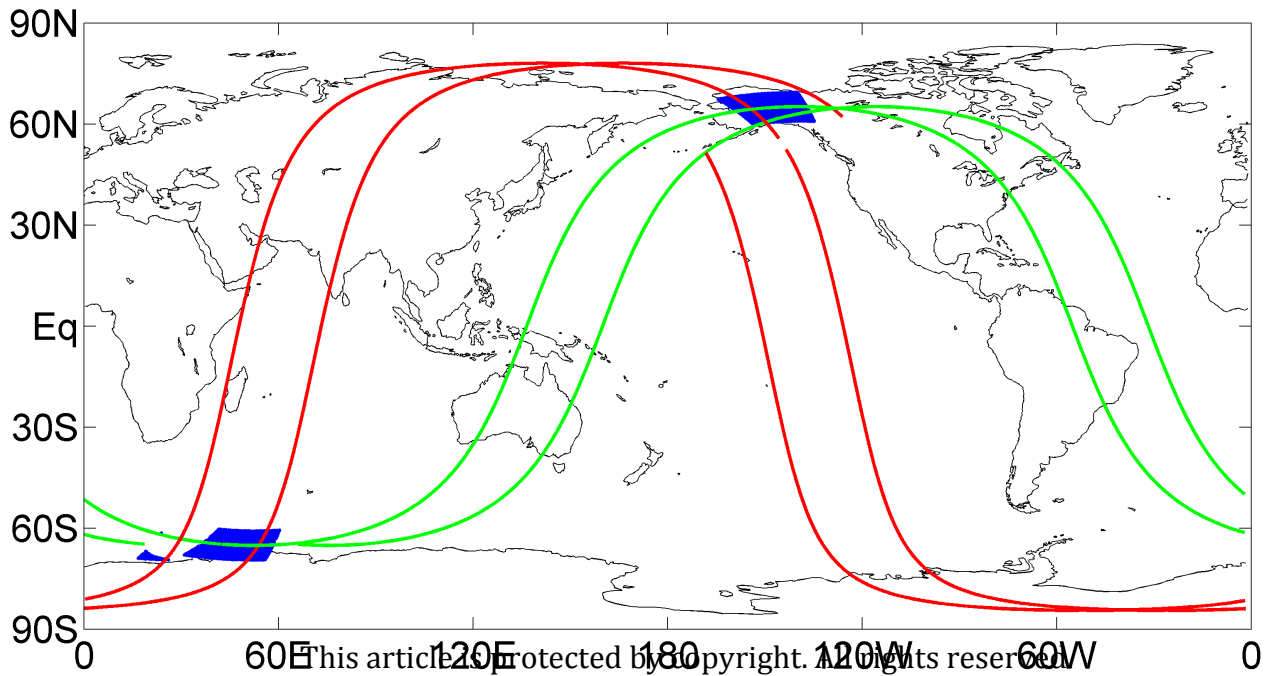 90N
60N
30N
Eq
30S
60S
90S
0 60E 120E 180 120W 60W 0
This article is protected by copyright. All rights reserved.